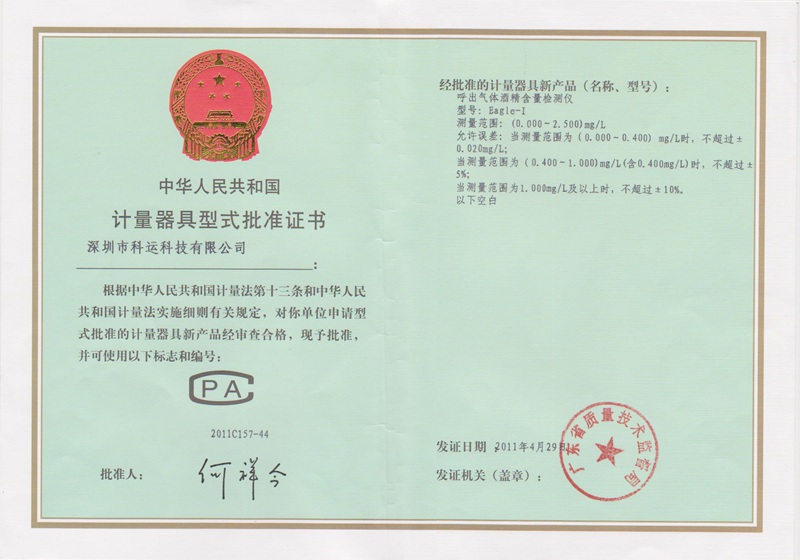 中华人民共和国
计量器具型式批准证书
深圳市科运科技有限公司
：
根据中华人民共和国计量法第十三条和中华人民
共和国计量法实施细则有关规定，对你单位申请型
式批准的计量器具新产品经审查合格，现予批准，
并可使用以下标志和编号：
CPA
2011C157-44
批准人：
经批准的计量器具新产品（名称、型号）：
呼出气体酒精含量检测仪
型号：Eagle-I
测量范围：(0.000～2.500)mg/L
允许误差：当测量范围为（0.000～0.400）mg/L时，不超过±
0.020mg/L；
当测量范围为（0.400～1.000)mg/L(含0.400mg/L)时，不超过±
5%；
当测量范围为1.000mg/L及以上时，不超过±10%。
以下空白
发证日期：2011年4月29日
发证机关（盖章）：
广东省质量技术监督局